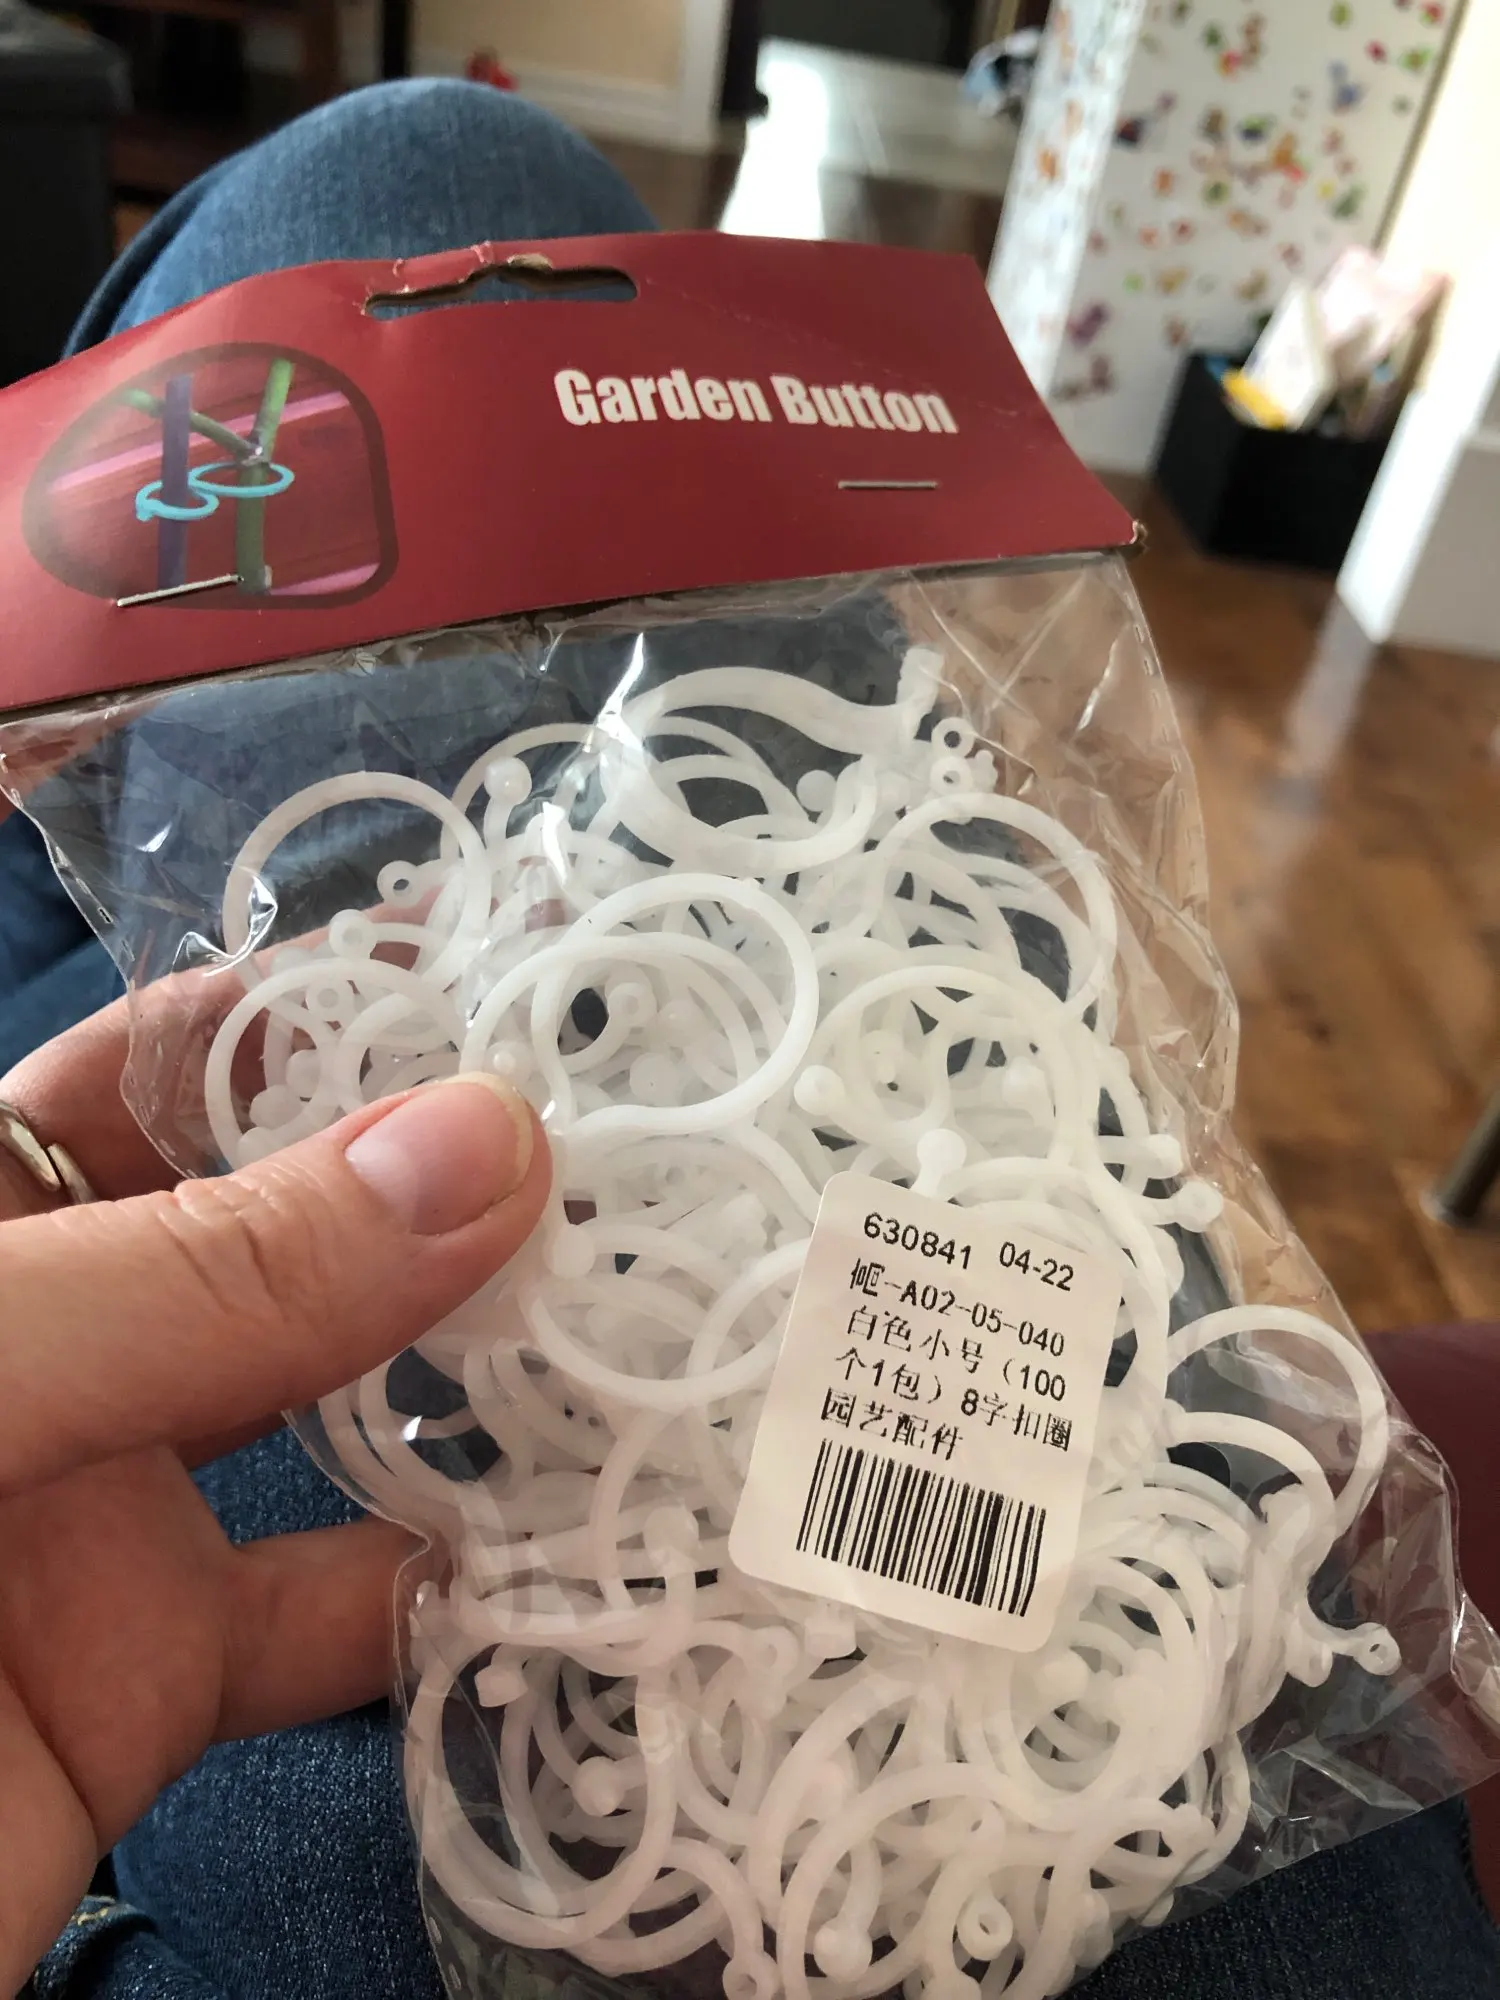 Garden Button
630841 04-22
-A02-05-040
白色小号（100
个1包）8字扣圈
园艺配件